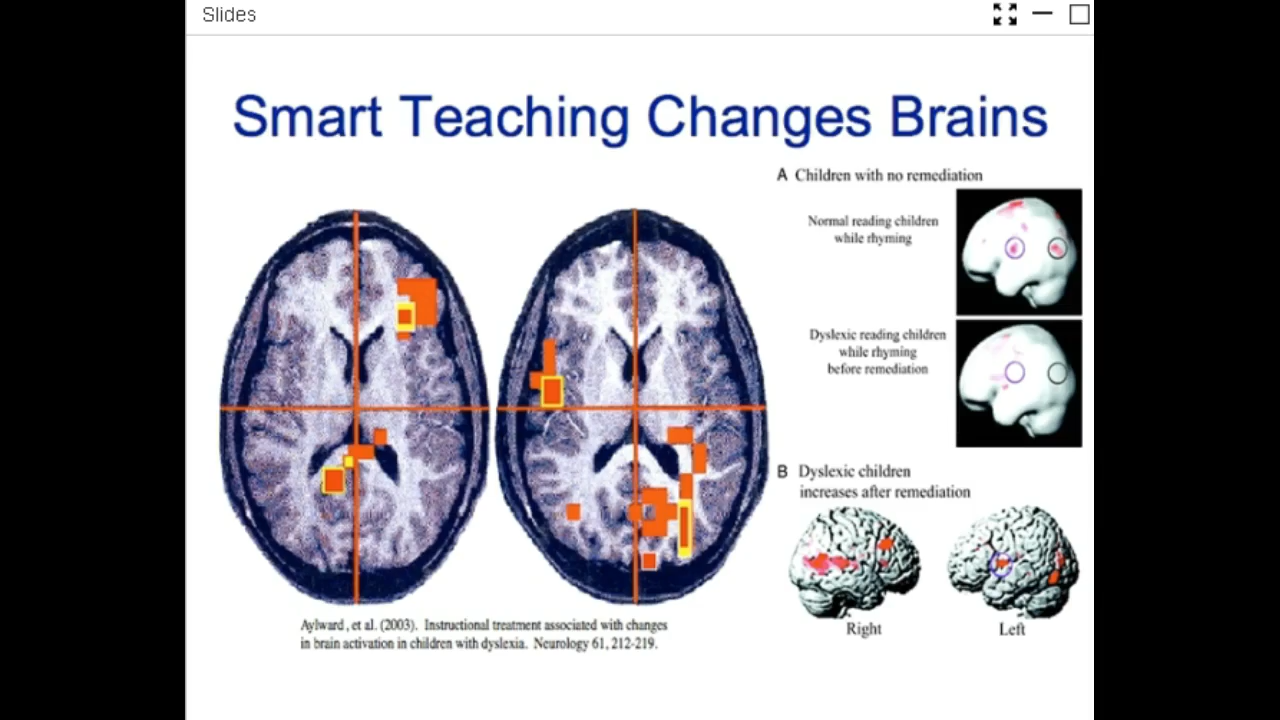 Slides
Smart Teaching Changes Brains
A Children with no remediation
Normal reading children
while rhyming
Dyslexic reading children
while rhyming
before remediation
B Dyslexic children
increases after remediation
Right
Left
Aylward, et al. (2003). Instructional treatment associated with changes
in brain activation in children with dyslexia. Neurology 61, 212-219.